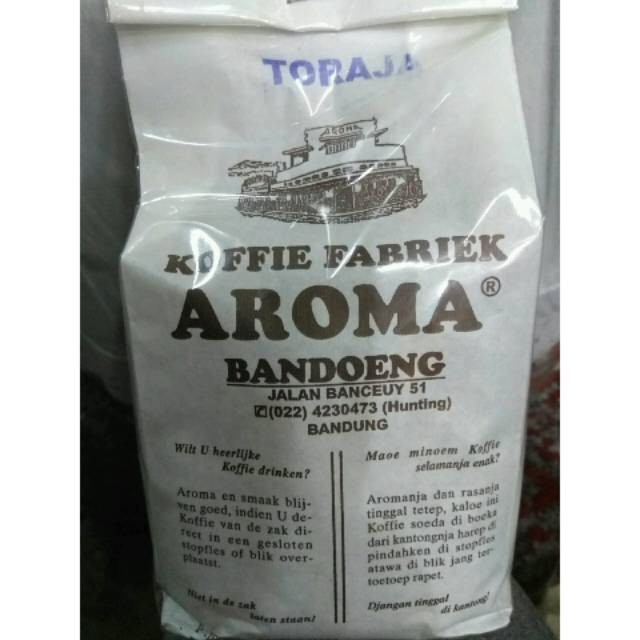 TORAJA
AROMA
KOFFIE FABRIEK
AROMA®
BANDOENG
JALAN BANCEUY 51
✆(022) 4230473 (Hunting)
BANDUNG
Wilt U heerlijke
Koffie drinken?
Aroma en smaak blij-
ven goed, indien U de-
Koffie van de zak di-
rect in een gesloten
stopfles of blik over-
plaatst.
Niet in de zak
laten staan!
Maoe minoem Koffie
selamanja enak?
Aromanja dan rasanja
tinggal tetep, kaloe ini
Koffie soeda di boeka
dari kantongnja harep di
pindahken di stopfles
atawa di blik jang ter-
toetoep rapet.
Djangan tinggal
di kantong!